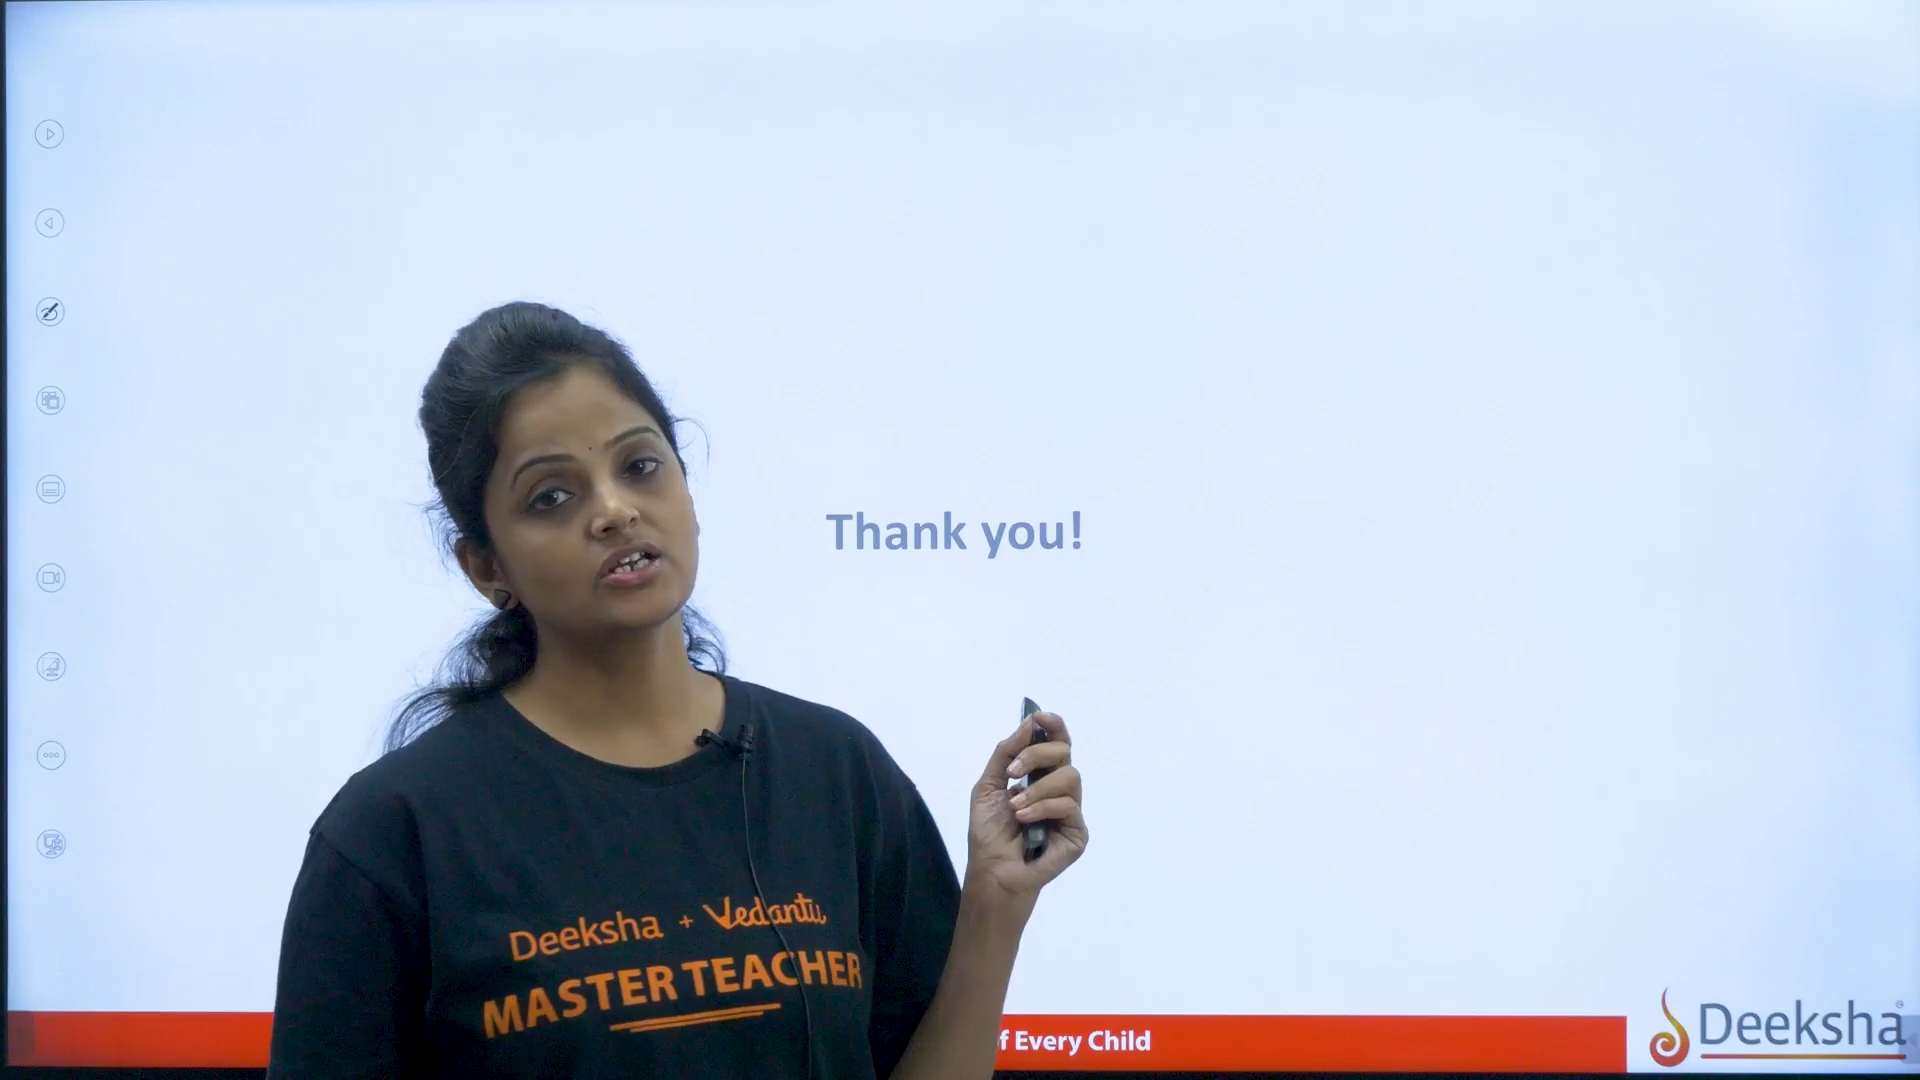 Thank you!
Deeksha + Vedantu
MASTER TEACHER
f Every Child
Deeksha